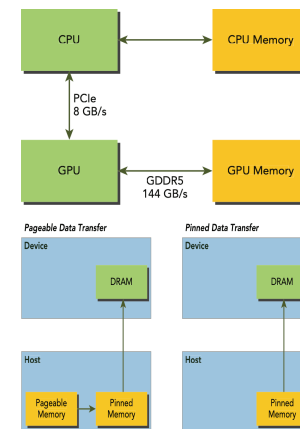 CPU
CPU Memory
PCIe
8 GB/s
GPU
GPU Memory
GDDR5
144 GB/s
Pageable Data Transfer
Device
DRAM
Host
Pageable
Memory
Pinned
Memory
Pinned Data Transfer
Device
DRAM
Host
Pinned
Memory